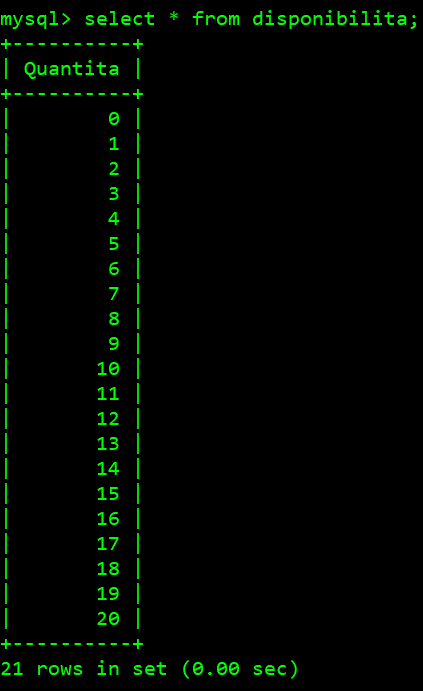 mysql> select * from disponibilita;
+----------+
| Quantita |
+----------+
|        0 |
|        1 |
|        2 |
|        3 |
|        4 |
|        5 |
|        6 |
|        7 |
|        8 |
|        9 |
|       10 |
|       11 |
|       12 |
|       13 |
|       14 |
|       15 |
|       16 |
|       17 |
|       18 |
|       19 |
|       20 |
+----------+
21 rows in set (0.00 sec)